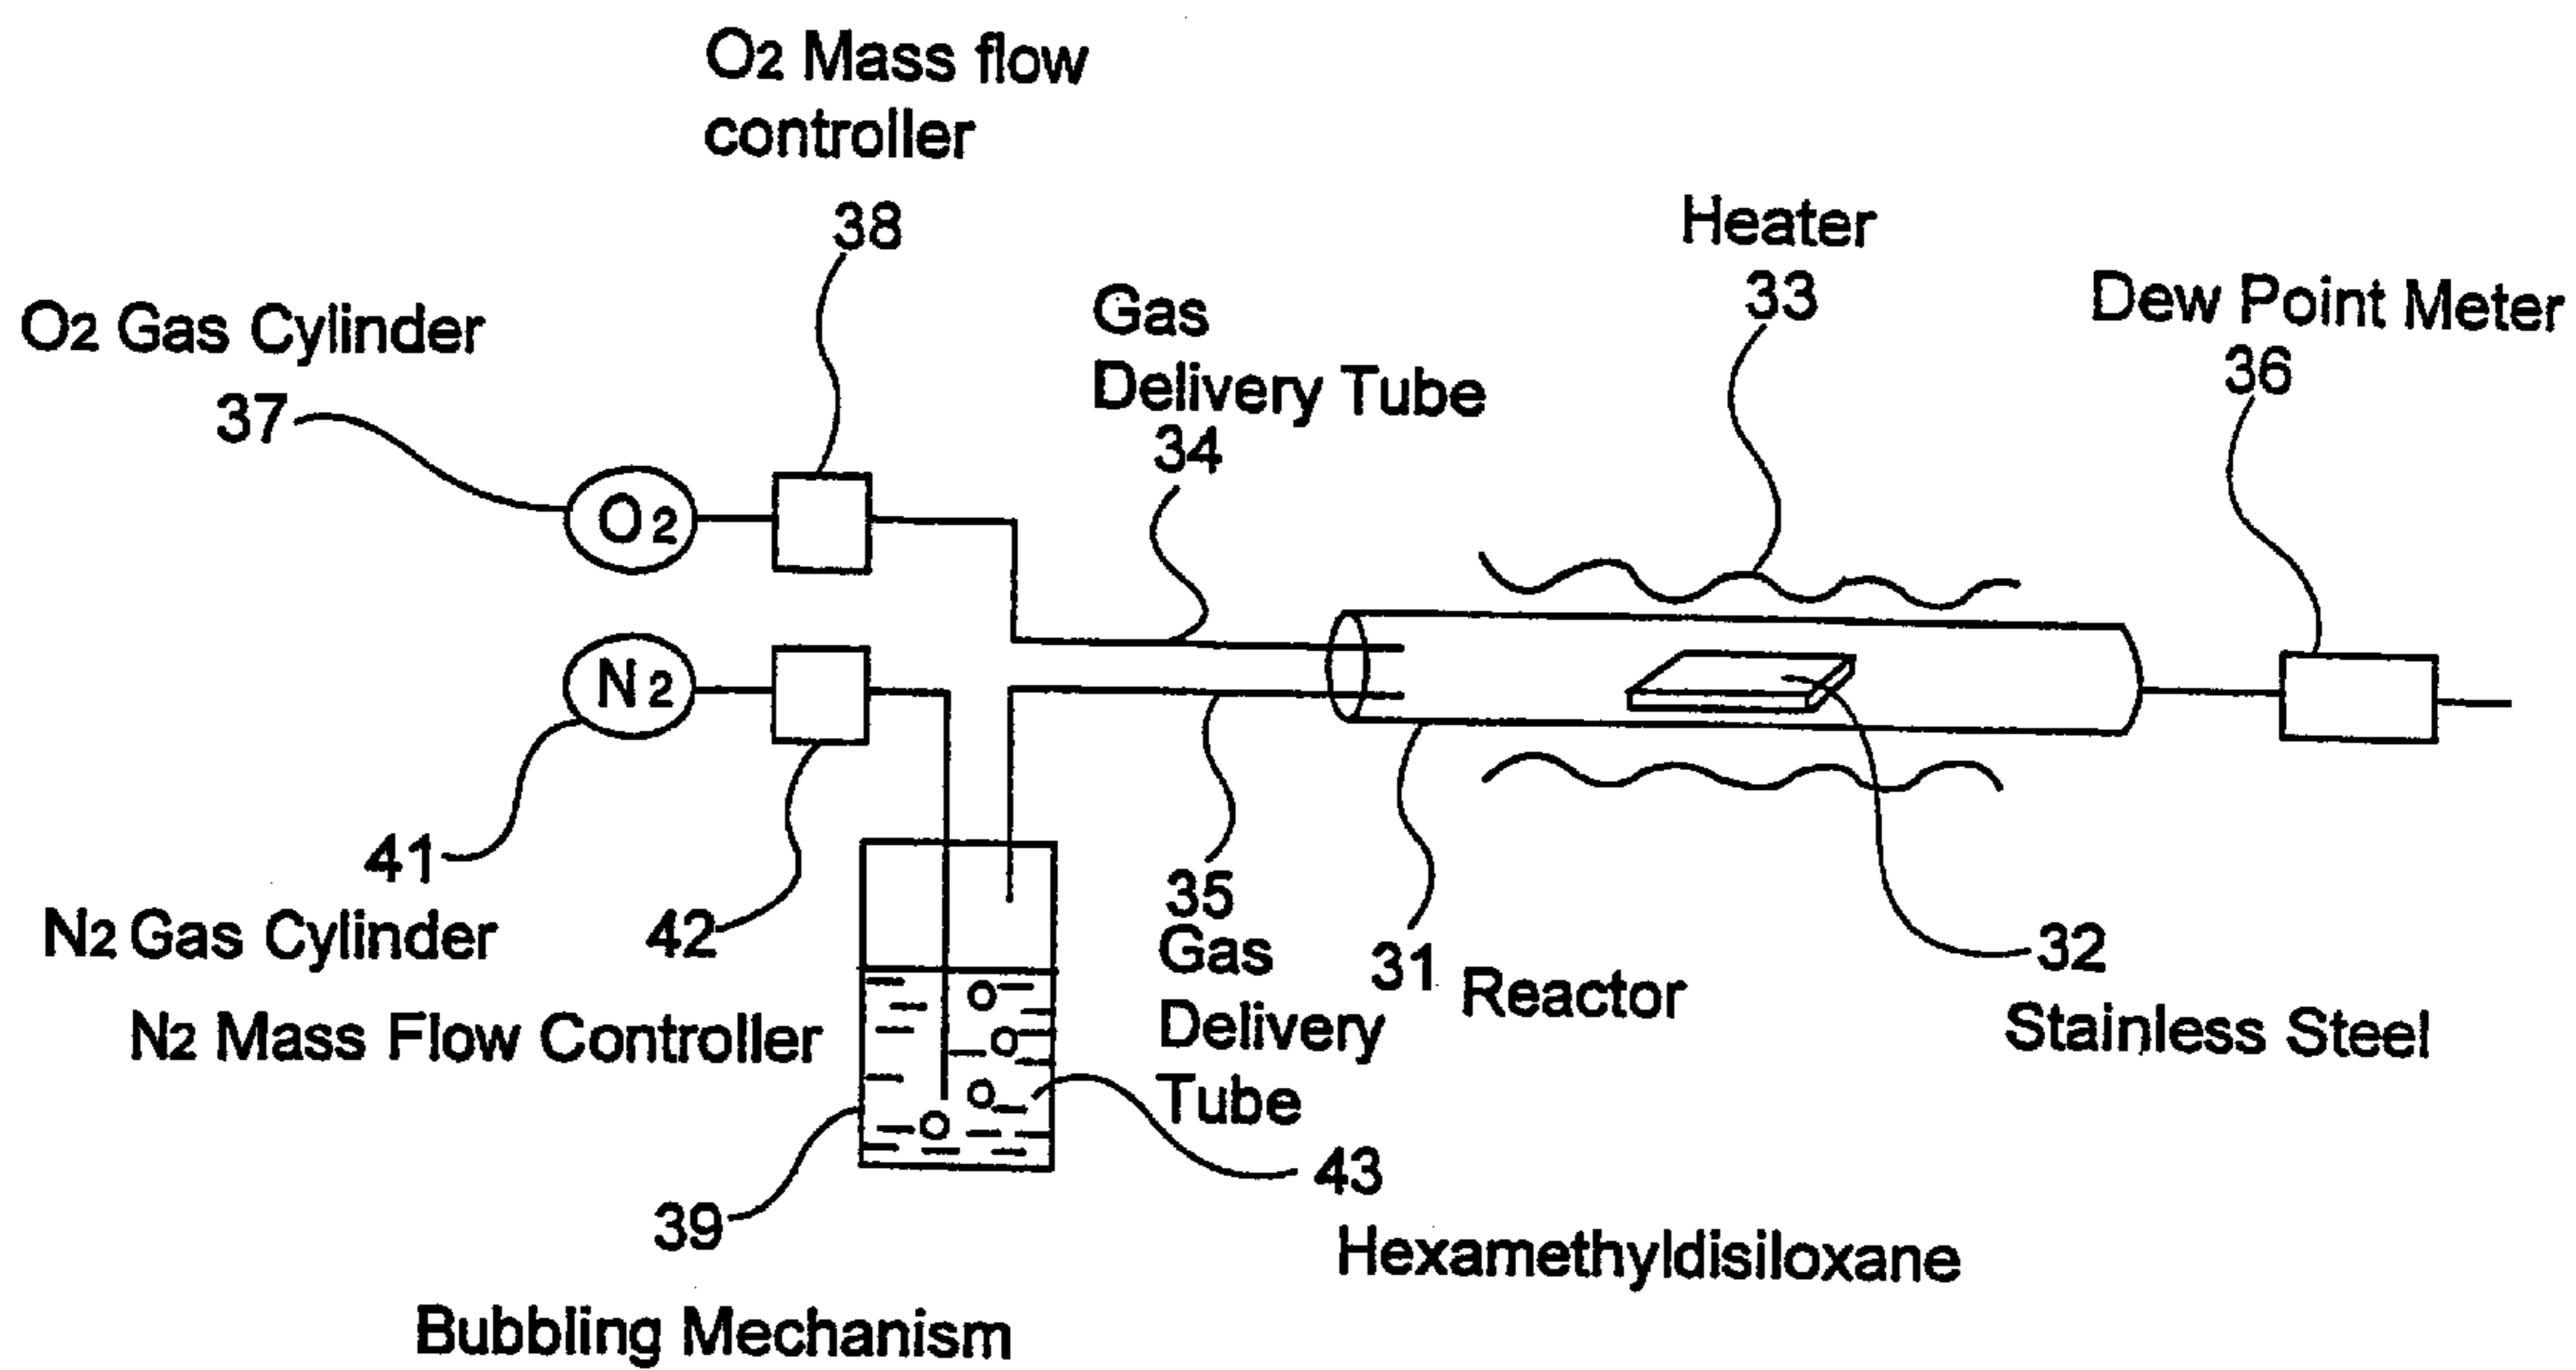 O2 Mass flow
controller
38
Heater
33
Dew Point Meter
36
O2 Gas Cylinder
37
Gas
Delivery Tube
34
O2
N2
41
N2 Gas Cylinder
42
N2 Mass Flow Controller
35
Gas
Delivery
Tube
31 Reactor
32
Stainless Steel
43
Hexamethyldisiloxane
39
Bubbling Mechanism